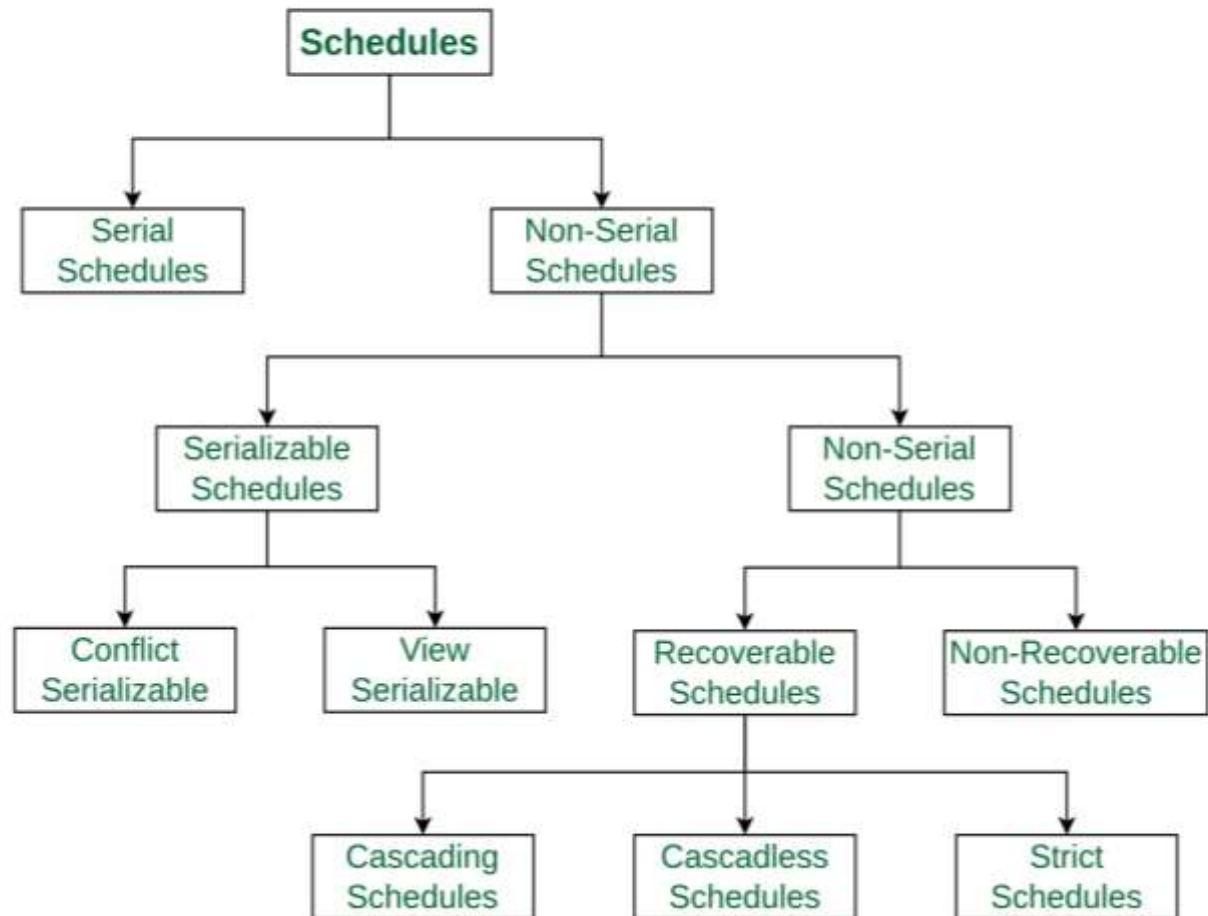 Schedules
Serial
Schedules
Non-Serial
Schedules
Serializable
Schedules
Non-Serial
Schedules
Conflict
Serializable
View
Serializable
Recoverable
Schedules
Non-Recoverable
Schedules
Cascading
Schedules
Cascadless
Schedules
Strict
Schedules